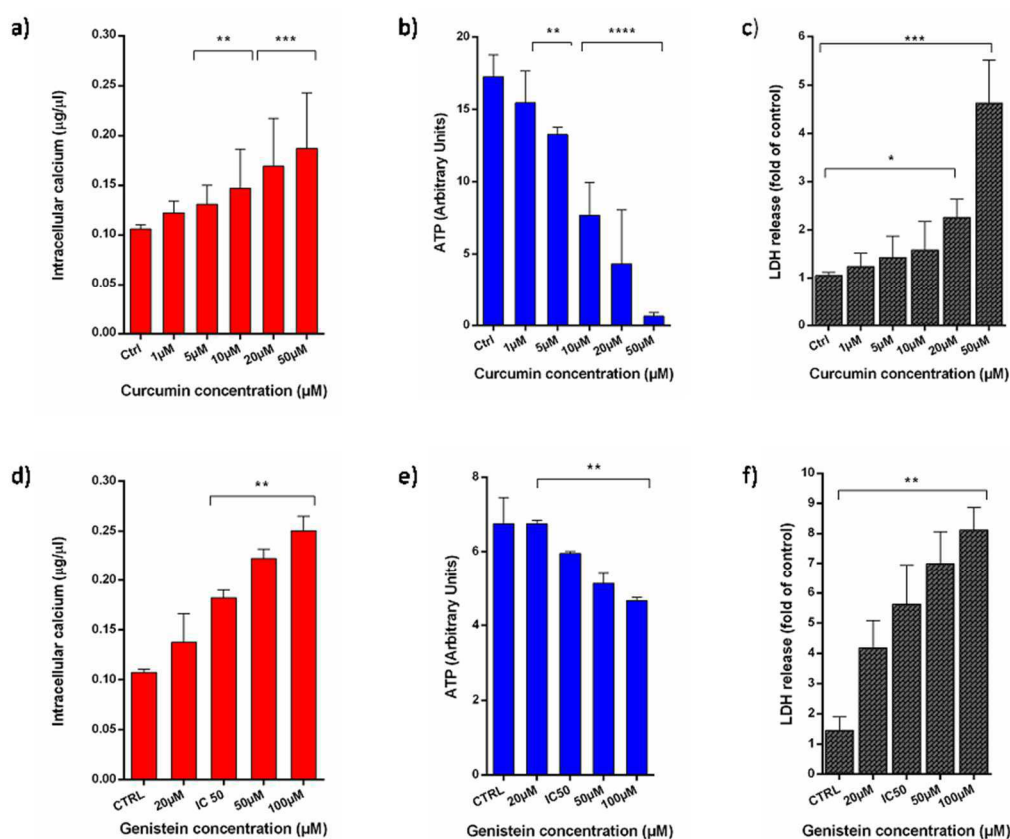 a)
Intracellular calcium (µg/µl)
0.30
0.25
0.20
0.15
0.10
0.05
0.00
**
***
Ctrl
1µM
5µM
10µM
20µM
50µM
Curcumin concentration (µM)
b)
ATP (Arbitrary Units)
20
15
10
5
0
**
****
Ctrl
1µM
5µM
10µM
20µM
50µM
Curcumin concentration (µM)
c)
LDH release (fold of control)
6
5
4
3
2
1
0
***
*
Ctrl
1µM
5µM
10µM
20µM
50µM
Curcumin concentration (µM)
d)
Intracellular calcium (µg/µl)
0.30
0.25
0.20
0.15
0.10
0.05
0.00
**
CTRL
20µM
IC 50
50µM
100µM
Genistein concentration (µM)
e)
ATP (Arbitrary Units)
8
6
4
2
0
**
CTRL
20µM
IC50
50µM
100µM
Genistein concentration (µM)
f)
LDH release (fold of control)
10
9
8
7
6
5
4
3
2
1
0
**
CTRL
20µM
IC50
50µM
100µM
Genistein concentration (µM)